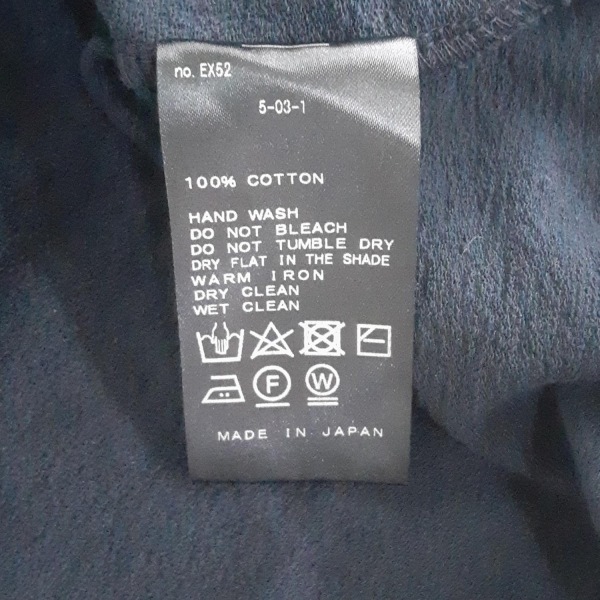 no. EX52
5-03-1
100% COTTON
HAND WASH
DO NOT BLEACH
DO NOT TUMBLE DRY
DRY FLAT IN THE SHADE
WARM IRON
DRY CLEAN
WET CLEAN
F W
MADE IN JAPAN